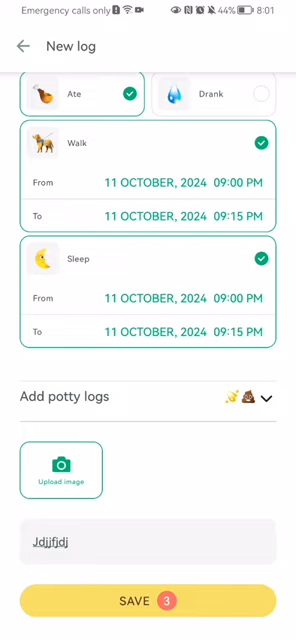 Emergency calls only 44% 8:01
New log
Ate Drank
Walk
From 11 OCTOBER, 2024 09:00 PM
To 11 OCTOBER, 2024 09:15 PM
Sleep
From 11 OCTOBER, 2024 09:00 PM
To 11 OCTOBER, 2024 09:15 PM
Add potty logs
Upload image
Jdjjfjdj
SAVE 3